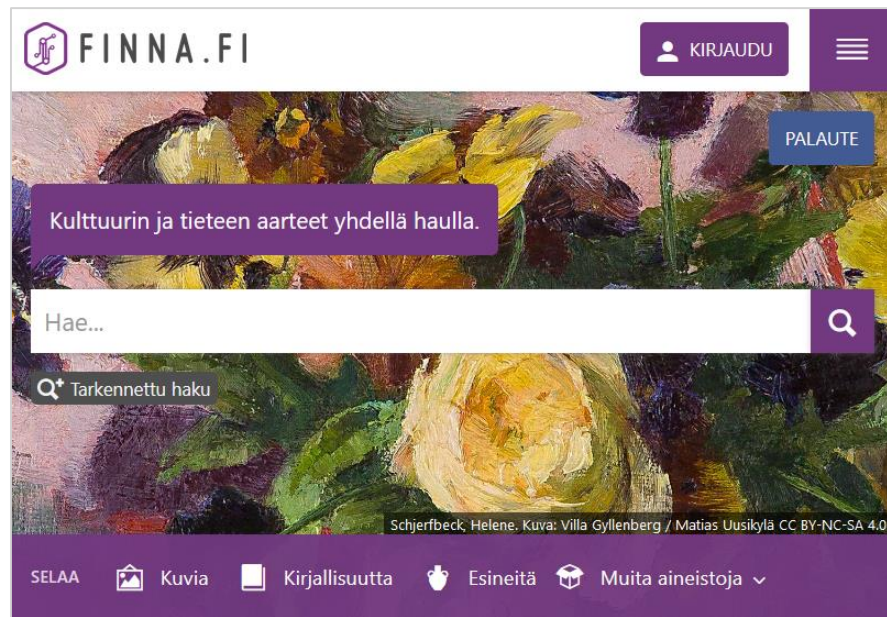 FINNA.FI
KIRJAUDU
PALAUTE
Kulttuurin ja tieteen aarteet yhdellä haulla.
Hae...
Tarkennettu haku
Schjerfbeck, Helene. Kuva: Villa Gyllenberg / Matias Uusikylä CC BY-NC-SA 4.0
SELAA Kuvia Kirjallisuutta Esineitä Muita aineistoja